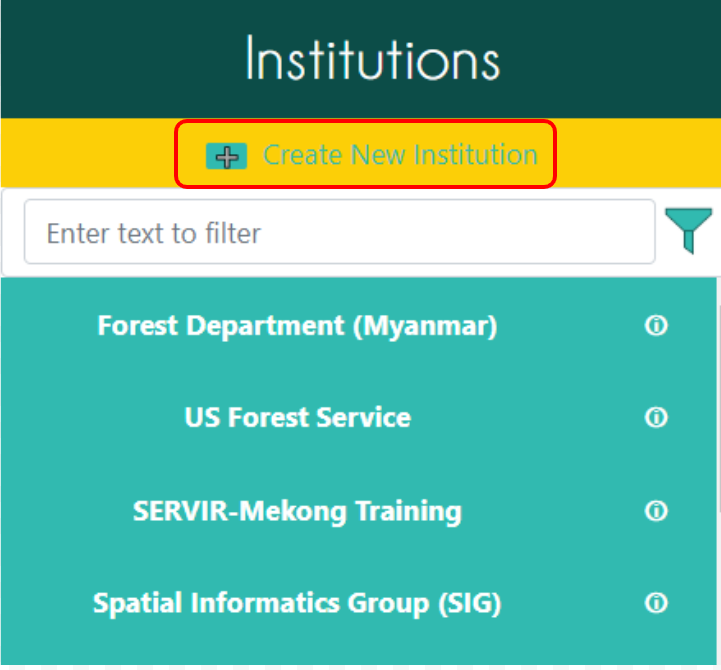 Institutions
Create New Institution
Enter text to filter
Forest Department (Myanmar)
US Forest Service
SERVIR-Mekong Training
Spatial Informatics Group (SIG)